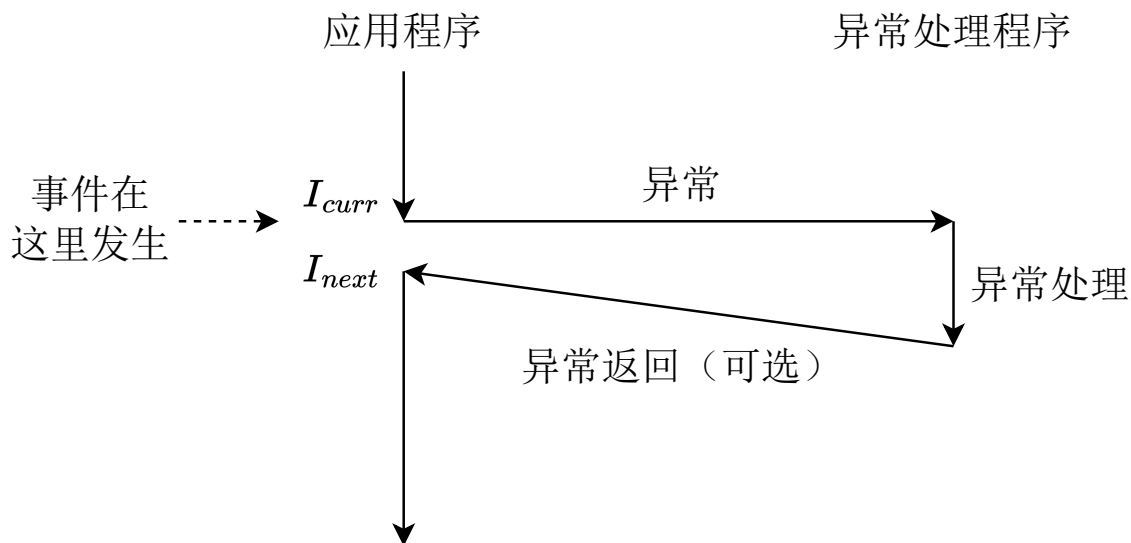 应用程序
异常处理程序
事件在
这里发生
I_curr
异常
I_next
异常处理
异常返回（可选）